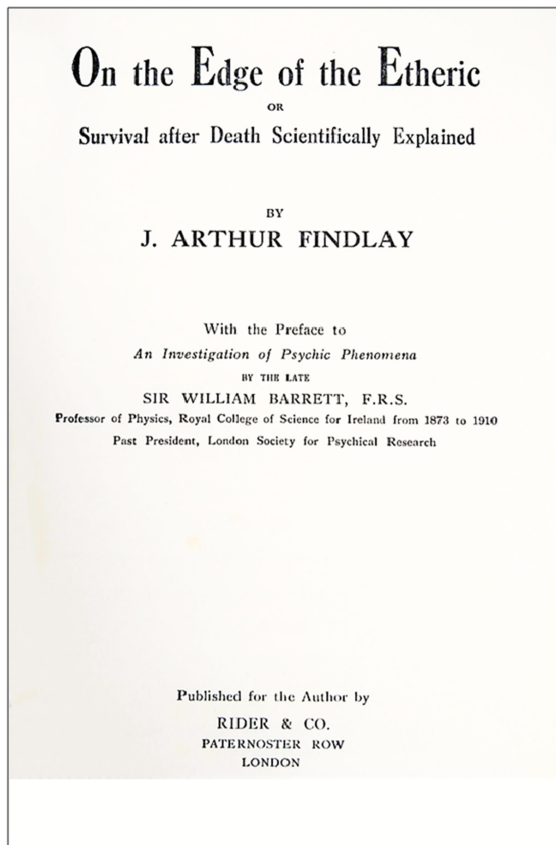 On the Edge of the Etheric
OR
Survival after Death Scientifically Explained
BY
J. ARTHUR FINDLAY
With the Preface to
An Investigation of Psychic Phenomena
BY THE LATE
SIR WILLIAM BARRETT, F.R.S.
Professor of Physics, Royal College of Science for Ireland from 1873 to 1910
Past President, London Society for Psychical Research
Published for the Author by
RIDER & CO.
PATERNOSTER ROW
LONDON